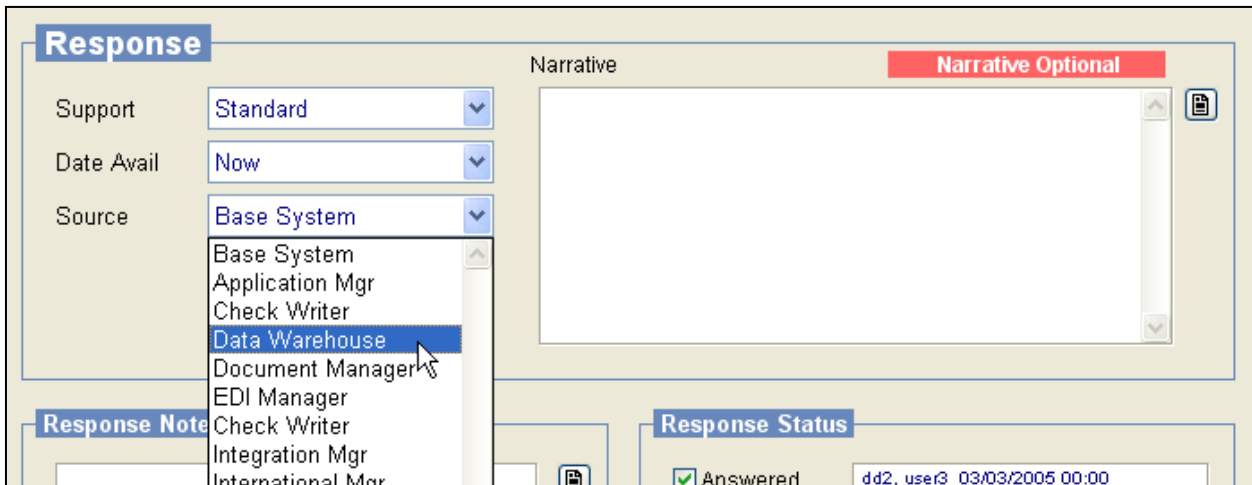 Response
Narrative
Narrative Optional
Support
Standard
Date Avail
Now
Source
Base System
Base System
Application Mgr
Check Writer
Data Warehouse
Document Manager
EDI Manager
Check Writer
Integration Mgr
International Mgr
Response Note
Response Status
Answered
dd2, user3 03/03/2005 00:00